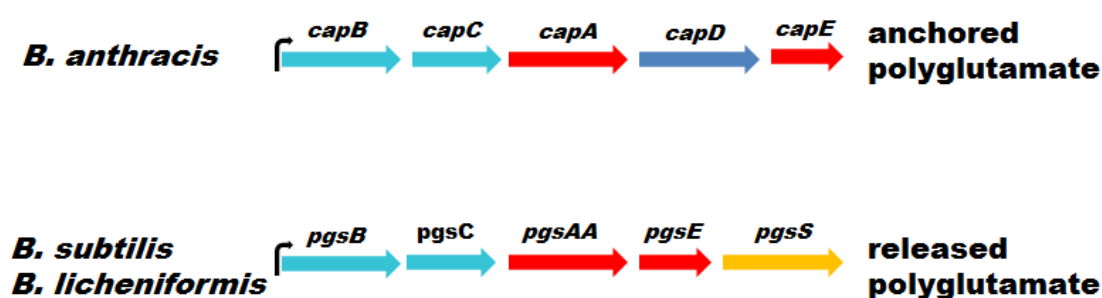 capB capC capA capD capE
B. anthracis
anchored
polyglutamate
pgsB pgsC pgsAA pgsE pgsS
B. subtilis
B. licheniformis
released
polyglutamate